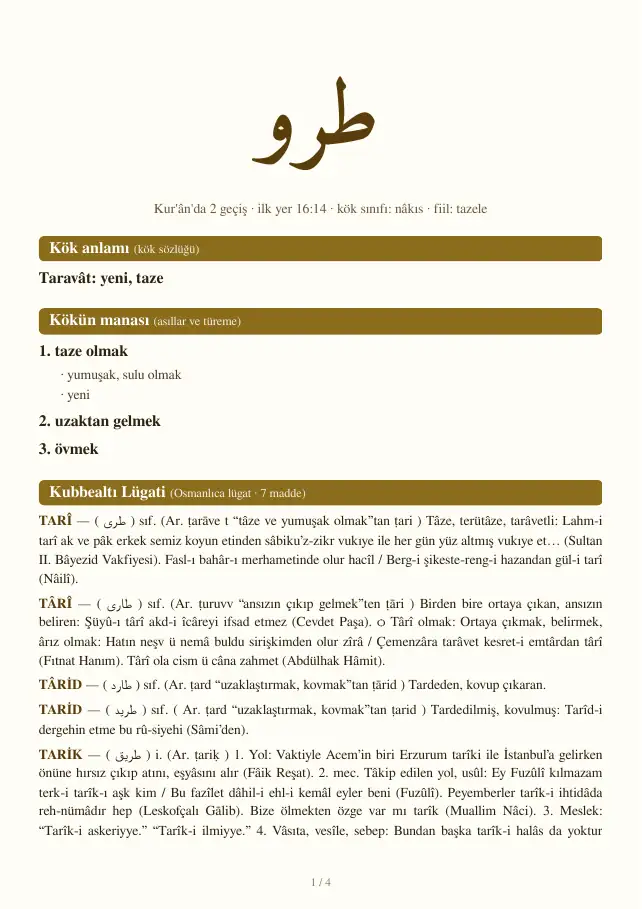 طرو
Kur'ân'da 2 geçiş · ilk yer 16:14 · kök sınıfı: nâkıs · fiil: tazele
Kök anlamı (kök sözlüğü)
Taravât: yeni, taze
Kökün manası (asıllar ve türeme)
1. taze olmak
· yumuşak, sulu olmak
· yeni
2. uzaktan gelmek
3. övmek
Kubbealtı Lügati (Osmanlıca lügat · 7 madde)
TARÎ — ( طرى ) sıf. (Ar. ṭarāve t “tâze ve yumuşak olmak”tan ṭari ) Tâze, terütâze, tarâvetli: Lahm-i
tarî ak ve pâk erkek semiz koyun etinden sâbiku’z-zikr vukıye ile her gün yüz altmış vukıye et… (Sultan
II. Bâyezid Vakfiyesi). Fasl-ı bahâr-ı merhametinde olur hacîl / Berg-i şikeste-reng-i hazandan gül-i tarî
(Nâilî).
TÂRÎ — ( طارى ) sıf. (Ar. ṭuruvv “ansızın çıkıp gelmek”ten ṭāri ) Birden bire ortaya çıkan, ansızın
beliren: Şüyû-ı târî akd-i îcâreyi ifsad etmez (Cevdet Paşa). ѻ Târî olmak: Ortaya çıkmak, belirmek,
ârız olmak: Hatın neşv ü nemâ buldu sirişkimden olur zîrâ / Çemenzâra tarâvet kesret-i emtârdan târî
(Fıtnat Hanım). Târî ola cism ü câna zahmet (Abdülhak Hâmit).
TÂRİD — ( طارد ) sıf. (Ar. ṭard “uzaklaştırmak, kovmak”tan ṭārid ) Tardeden, kovup çıkaran.
TARID — ( طريد ) sıf. ( Ar. ṭard “uzaklaştırmak, kovmak”tan ṭarid ) Tardedilmiş, kovulmuş: Tarîd-i
dergehin etme bu rû-siyehi (Sâmi’den).
TARİK — ( طريق ) i. (Ar. ṭariḳ ) 1. Yol: Vaktiyle Acem’in biri Erzurum tarîki ile İstanbul’a gelirken
önüne hırsız çıkıp atını, eşyâsını alır (Fâik Reşat). 2. mec. Tâkip edilen yol, usûl: Ey Fuzûlî kılmazam
terk-i tarîk-ı aşk kim / Bu fazîlet dâhil-i ehl-i kemâl eyler beni (Fuzûlî). Peyemberler tarîk-i ihtidâda
reh-nümâdır hep (Leskofçalı Gālib). Bize ölmekten özge var mı tarîk (Muallim Nâci). 3. Meslek:
“Tarîk-i askeriyye.” “Tarîk-i ilmiyye.” 4. Vâsıta, vesîle, sebep: Bundan başka tarîk-i halâs da yoktur
1 / 4